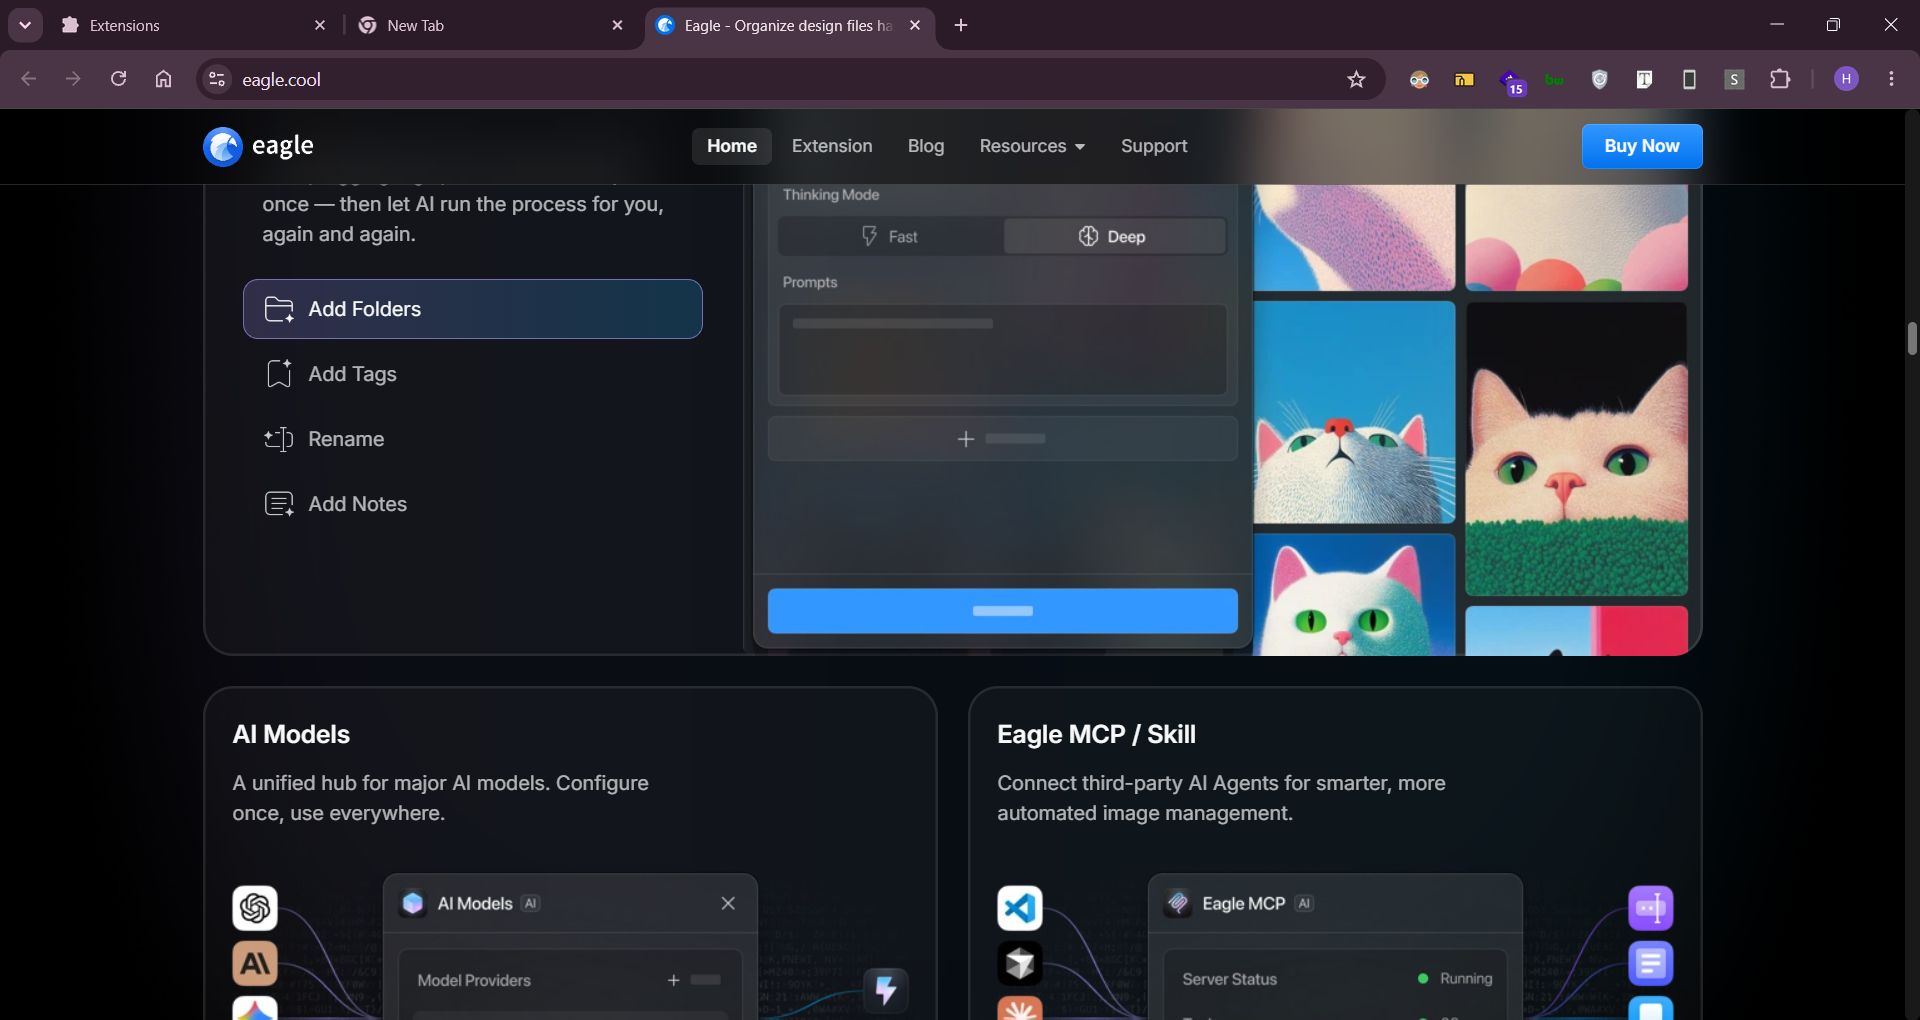 Extensions
New Tab
Eagle - Organize design files ha
eagle.cool
15
bw
T
S
H
eagle
Home
Extension
Blog
Resources
Support
Buy Now
once — then let AI run the process for you,
again and again.
Add Folders
Add Tags
Rename
Add Notes
Thinking Mode
Fast
Deep
Prompts
AI Models
A unified hub for major AI models. Configure
once, use everywhere.
AI Models AI
Model Providers
Eagle MCP / Skill
Connect third-party AI Agents for smarter, more
automated image management.
Eagle MCP AI
Server Status
Running